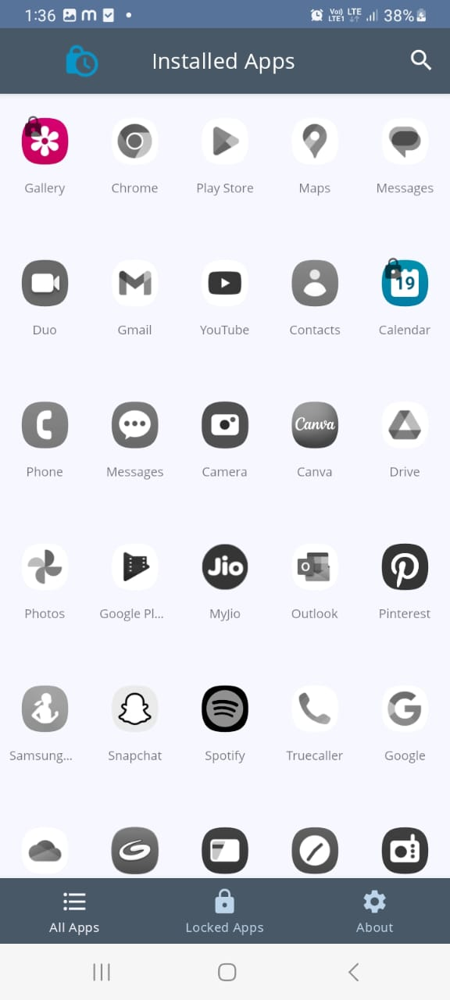 1:36
Vo)) LTE
LTE1
38%
Installed Apps
Gallery Chrome Play Store Maps Messages
19
Duo Gmail YouTube Contacts Calendar
Canva
Phone Messages Camera Canva Drive
Jio
Photos Google Pl... MyJio Outlook Pinterest
Samsung... Snapchat Spotify Truecaller Google
All Apps Locked Apps About